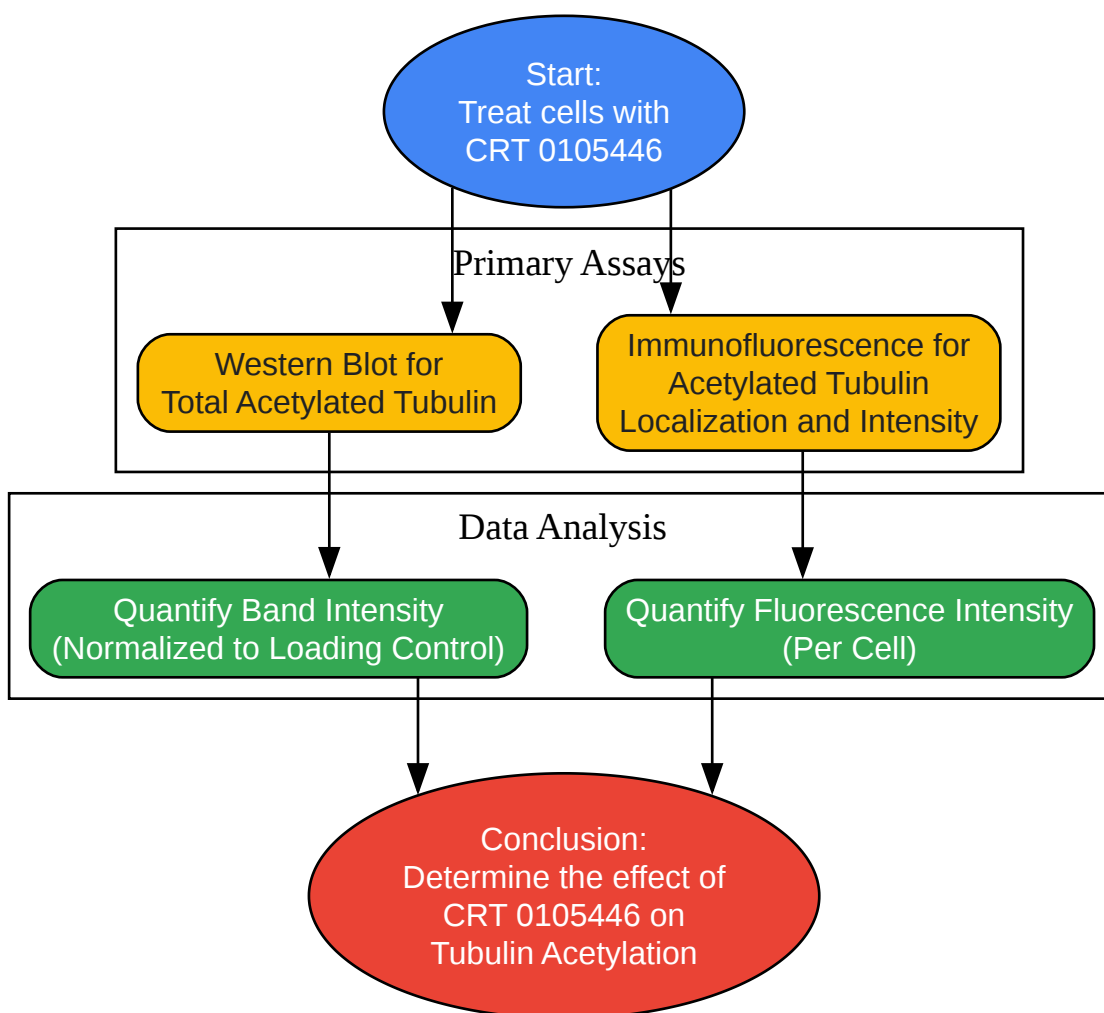 Start:
Treat cells with
CRT 0105446
Primary Assays
Western Blot for
Total Acetylated Tubulin
Immunofluorescence for
Acetylated Tubulin
Localization and Intensity
Data Analysis
Quantify Band Intensity
(Normalized to Loading Control)
Quantify Fluorescence Intensity
(Per Cell)
Conclusion:
Determine the effect of
CRT 0105446 on
Tubulin Acetylation